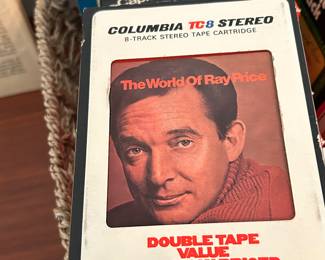 COLUMBIA TC8 STEREO
8-TRACK STEREO TAPE CARTRIDGE
The World Of Ray Price
DOUBLE TAPE
VALUE